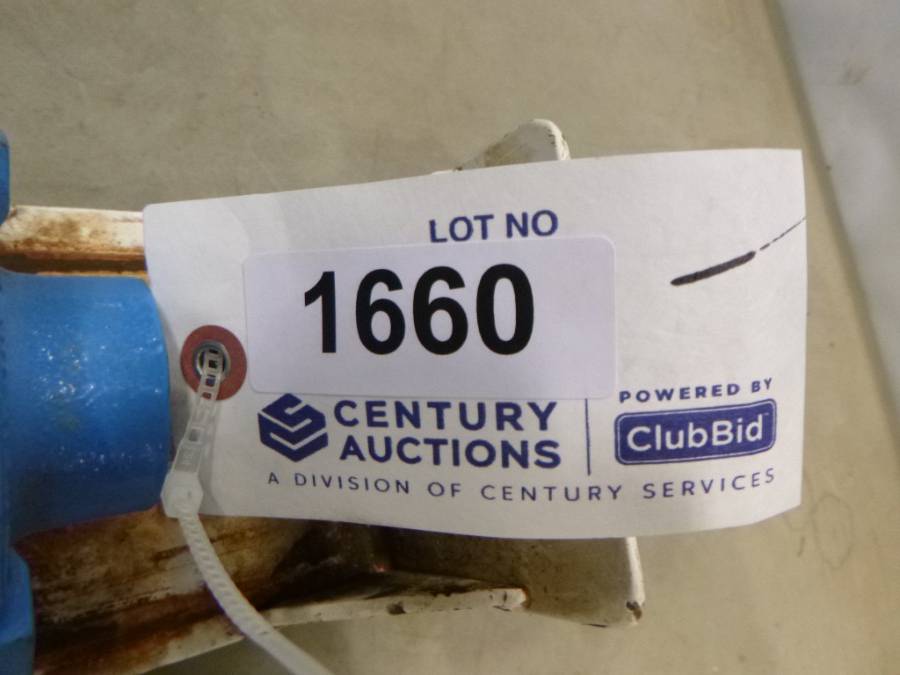 LOT NO
1660
CENTURY
AUCTIONS
POWERED BY
ClubBid
A DIVISION OF CENTURY SERVICES